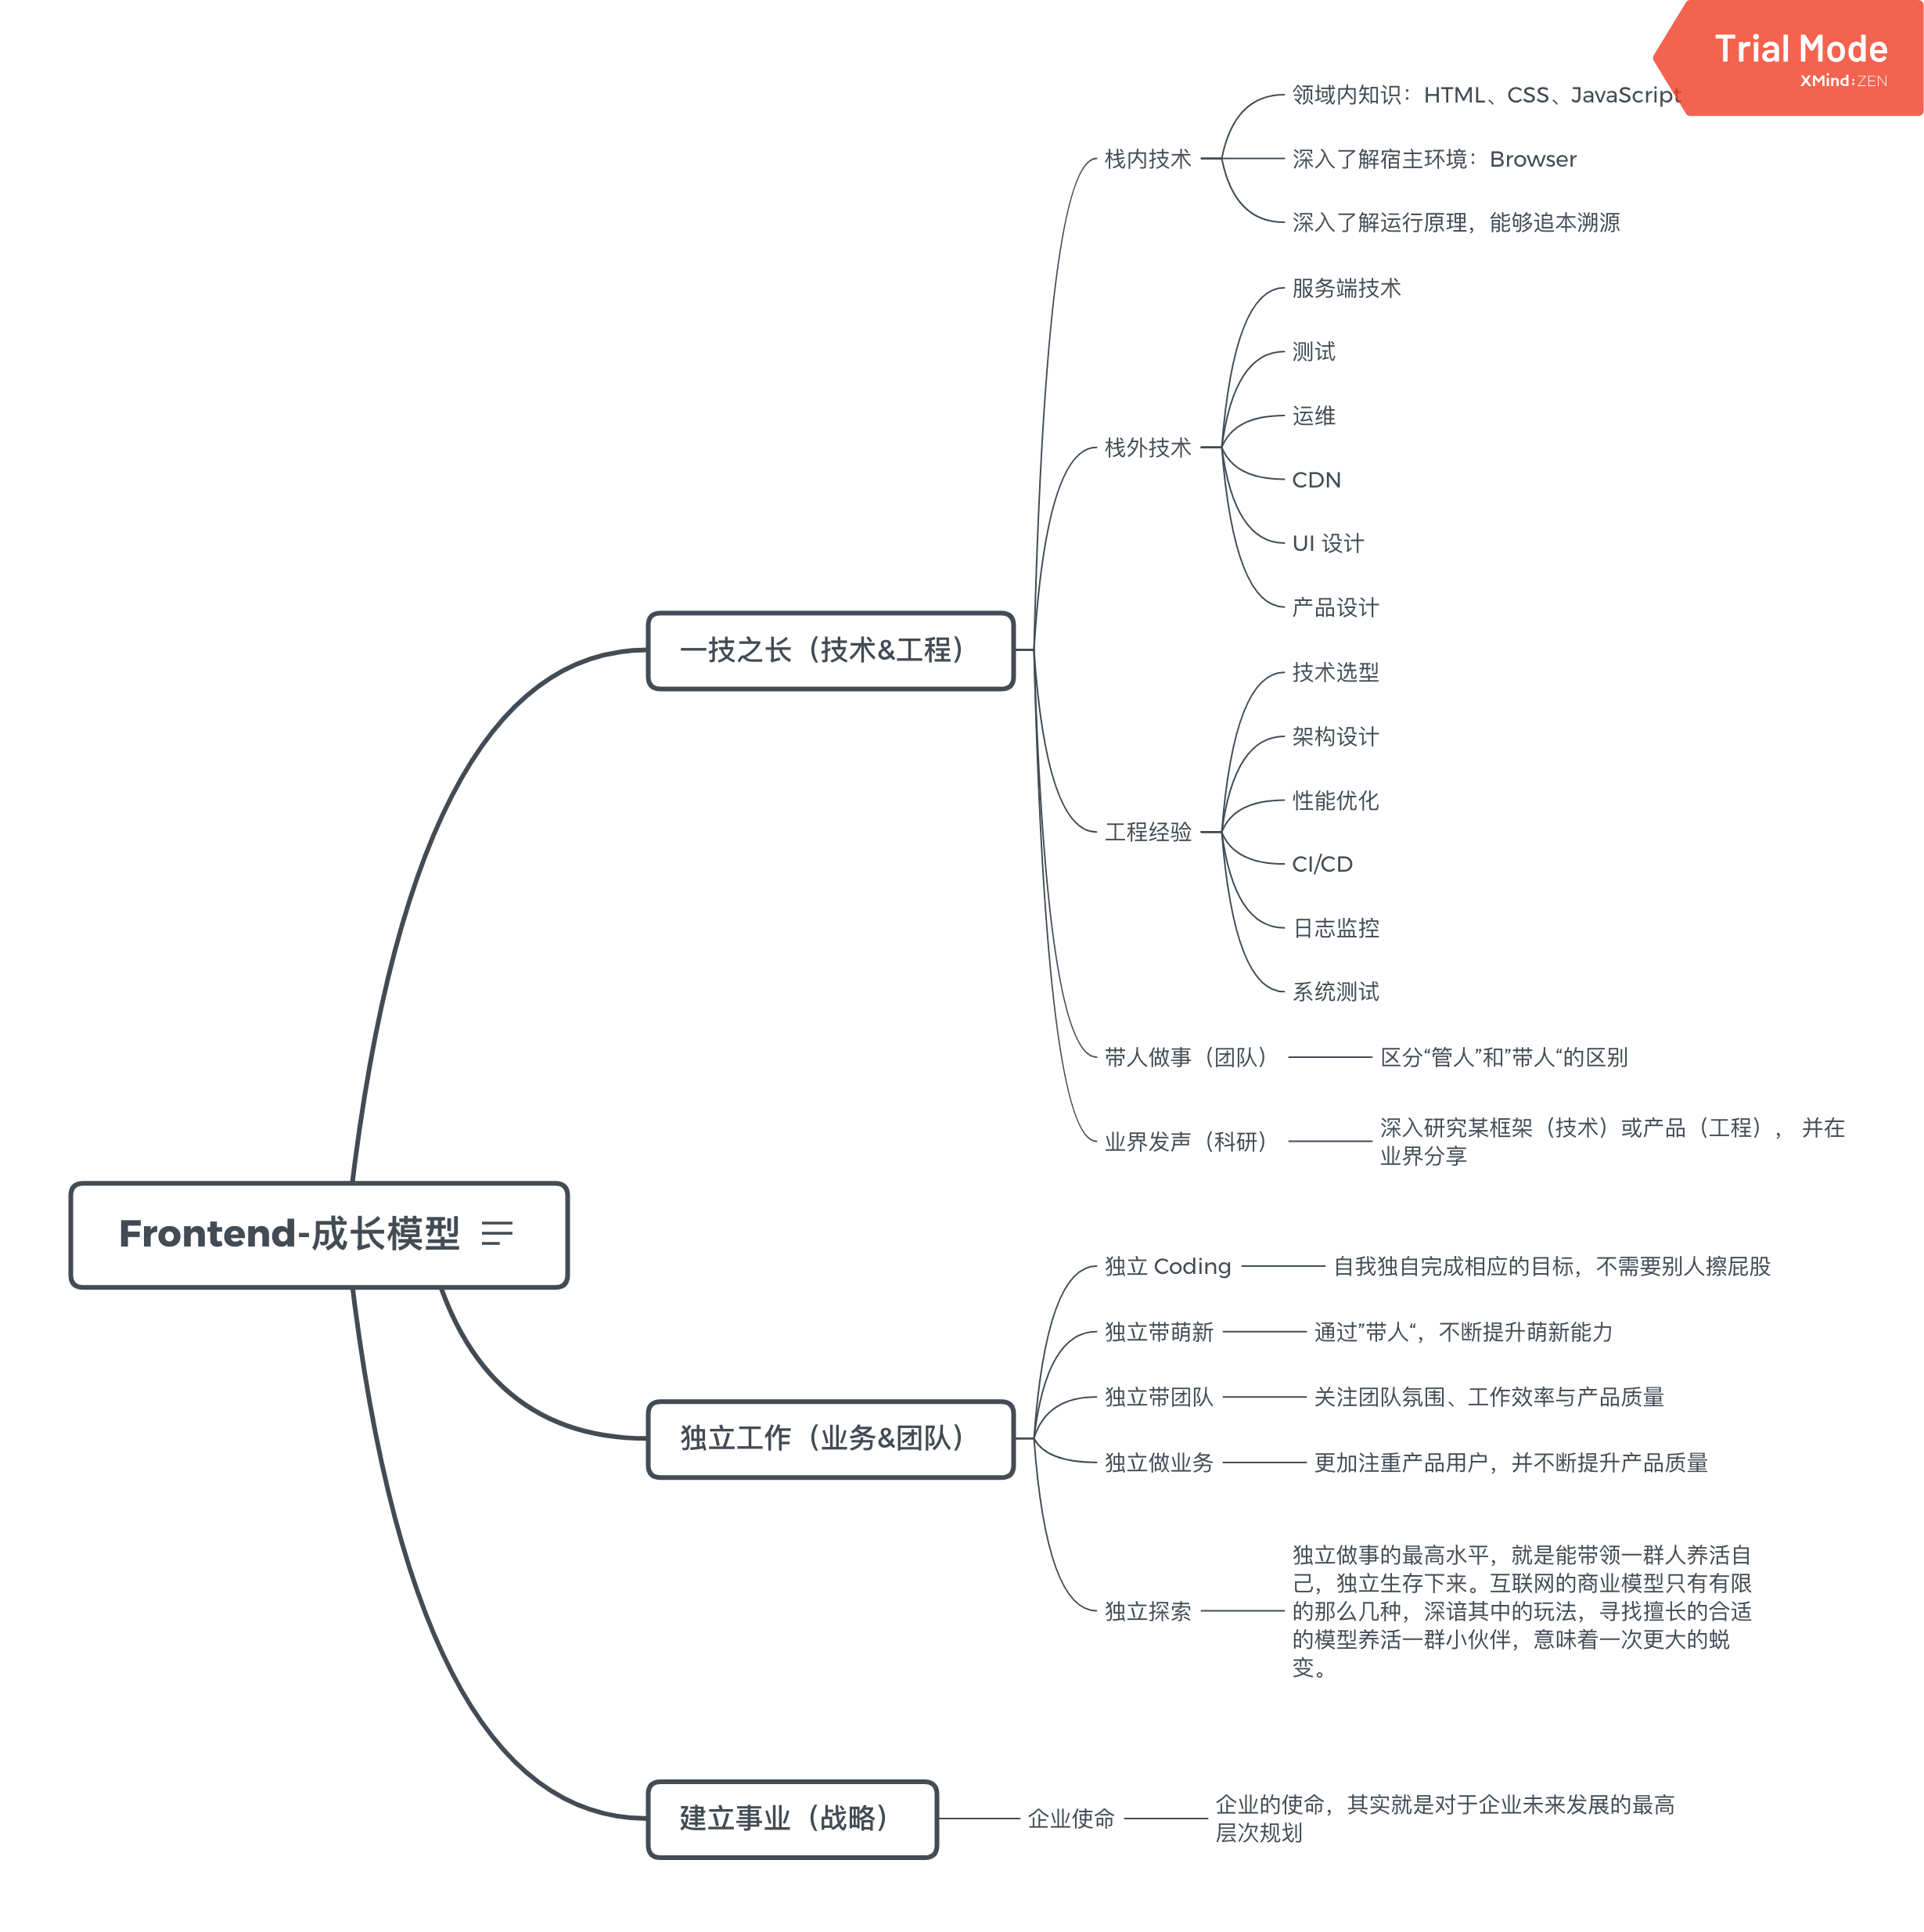 Trial Mode
XMind:ZEN
Frontend-成长模型
一技之长（技术&工程）
栈内技术
领域内知识：HTML、CSS、JavaScript
深入了解宿主环境：Browser
深入了解运行原理，能够追本溯源
栈外技术
服务端技术
测试
运维
CDN
UI 设计
产品设计
工程经验
技术选型
架构设计
性能优化
CI/CD
日志监控
系统测试
带人做事（团队）
区分“管人”和”带人“的区别
业界发声（科研）
深入研究某框架（技术）或产品（工程）， 并在
业界分享
独立工作（业务&团队）
独立 Coding
自我独自完成相应的目标，不需要别人擦屁股
独立带萌新
通过”带人“，不断提升萌新能力
独立带团队
关注团队氛围、工作效率与产品质量
独立做业务
更加注重产品用户，并不断提升产品质量
独立探索
独立做事的最高水平，就是能带领一群人养活自
己，独立生存下来。互联网的商业模型只有有限
的那么几种，深谙其中的玩法，寻找擅长的合适
的模型养活一群小伙伴，意味着一次更大的蜕
变。
建立事业（战略）
企业使命
企业的使命，其实就是对于企业未来发展的最高
层次规划